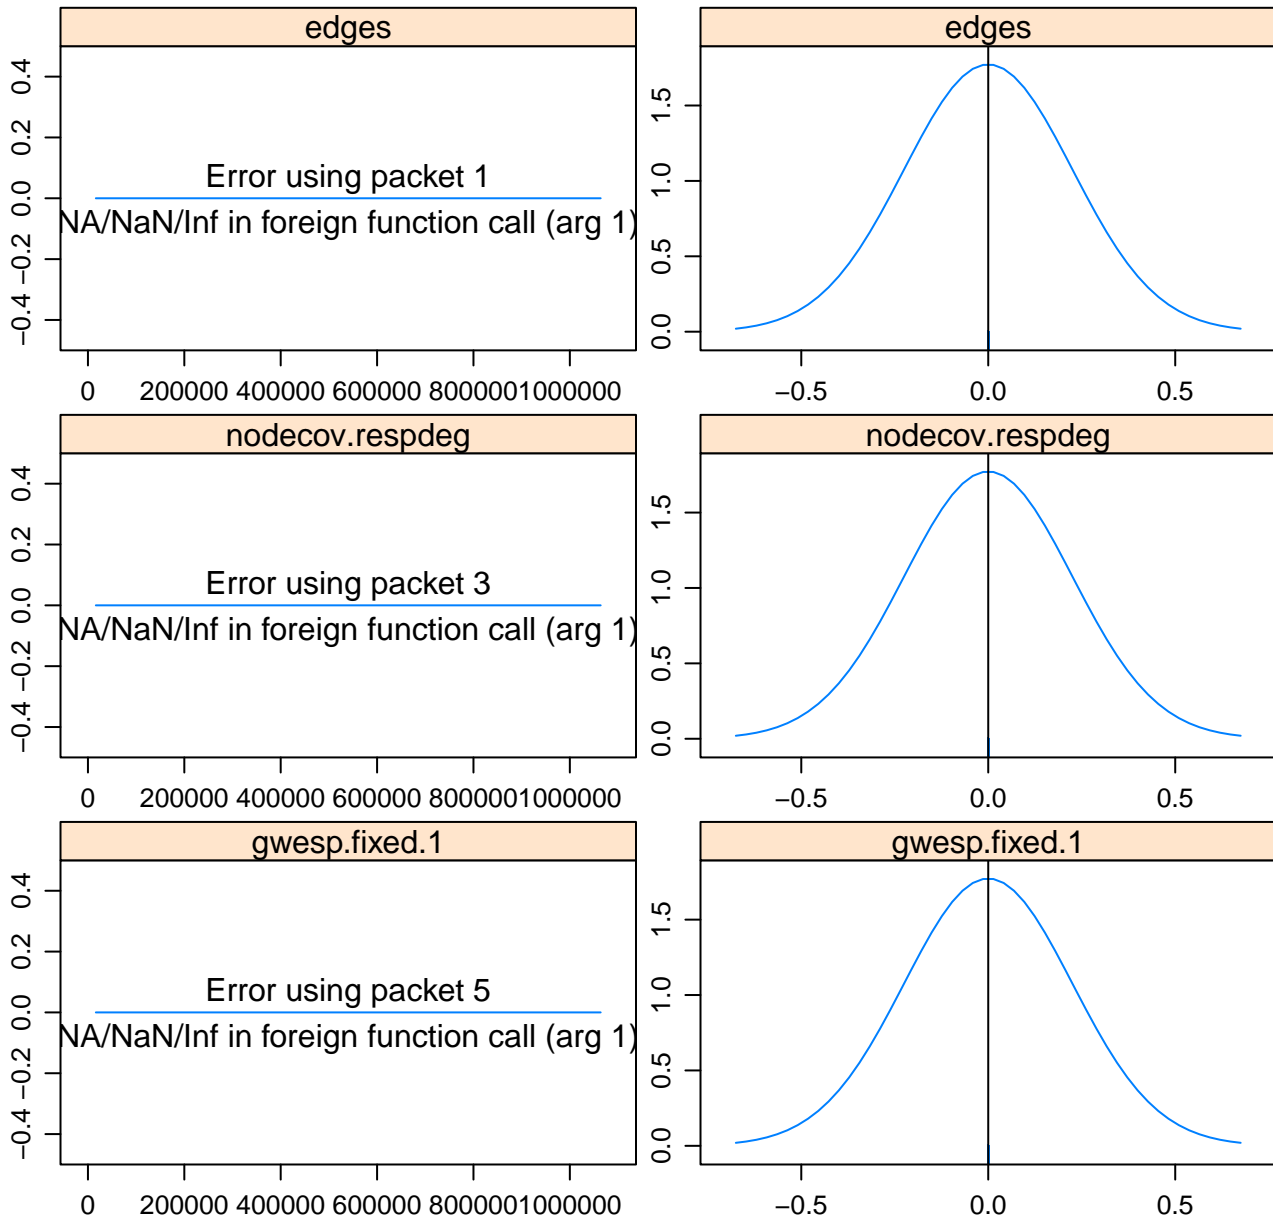 edges
0.4
0.2
0.0
−0.2
−0.4
Error using packet 1
NA/NaN/Inf in foreign function call (arg 1)
0 200000 400000 600000 8000001000000
edges
1.5
1.0
0.5
0.0
−0.5 0.0 0.5
nodecov.respdeg
0.4
0.2
0.0
−0.2
−0.4
Error using packet 3
NA/NaN/Inf in foreign function call (arg 1)
0 200000 400000 600000 8000001000000
nodecov.respdeg
1.5
1.0
0.5
0.0
−0.5 0.0 0.5
gwesp.fixed.1
0.4
0.2
0.0
−0.2
−0.4
Error using packet 5
NA/NaN/Inf in foreign function call (arg 1)
0 200000 400000 600000 8000001000000
gwesp.fixed.1
1.5
1.0
0.5
0.0
−0.5 0.0 0.5